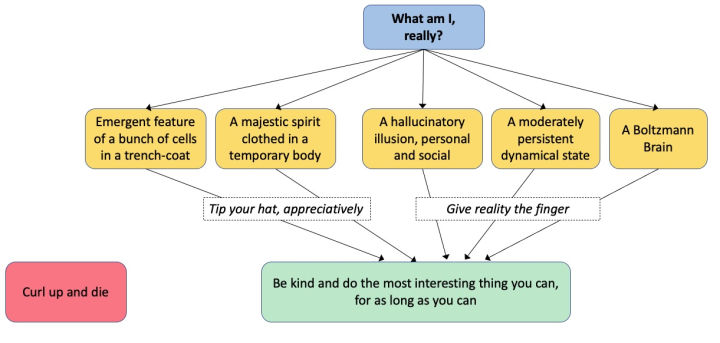 What am I,
really?
Emergent feature
of a bunch of cells
in a trench-coat
A majestic spirit
clothed in a
temporary body
A hallucinatory
illusion, personal
and social
A moderately
persistent
dynamical state
A Boltzmann
Brain
Tip your hat, appreciatively
Give reality the finger
Curl up and die
Be kind and do the most interesting thing you can,
for as long as you can